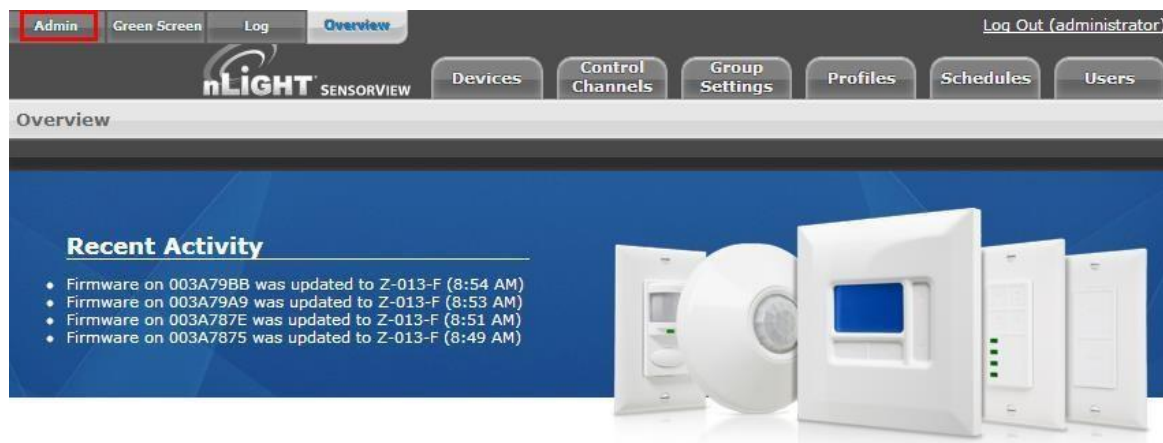 Admin Green Screen Log Overview Log Out (administrator)
nLIGHT SENSORVIEW Devices Control Channels Group Settings Profiles Schedules Users
Overview
Recent Activity
• Firmware on 003A79BB was updated to Z-013-F (8:54 AM)
• Firmware on 003A79A9 was updated to Z-013-F (8:53 AM)
• Firmware on 003A787E was updated to Z-013-F (8:51 AM)
• Firmware on 003A7875 was updated to Z-013-F (8:49 AM)